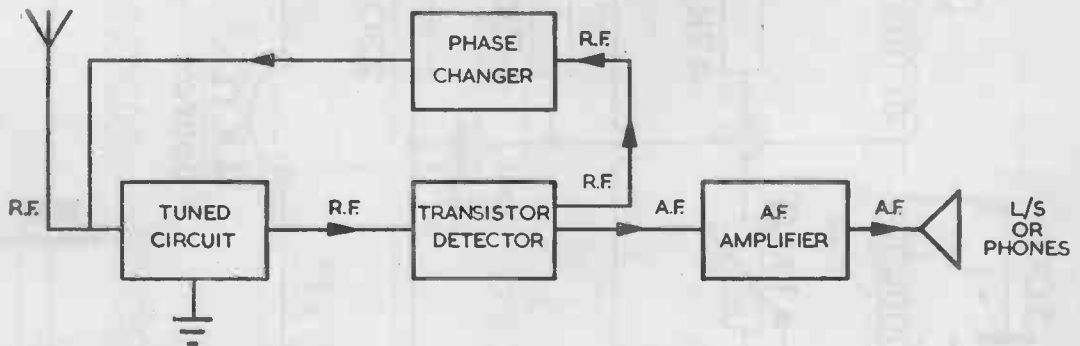 PHASE
CHANGER
R.F.
R.F.
R.F.
TUNED
CIRCUIT
R.F.
TRANSISTOR
DETECTOR
A.F.
A.F.
AMPLIFIER
A.F.
L/S
OR
PHONES